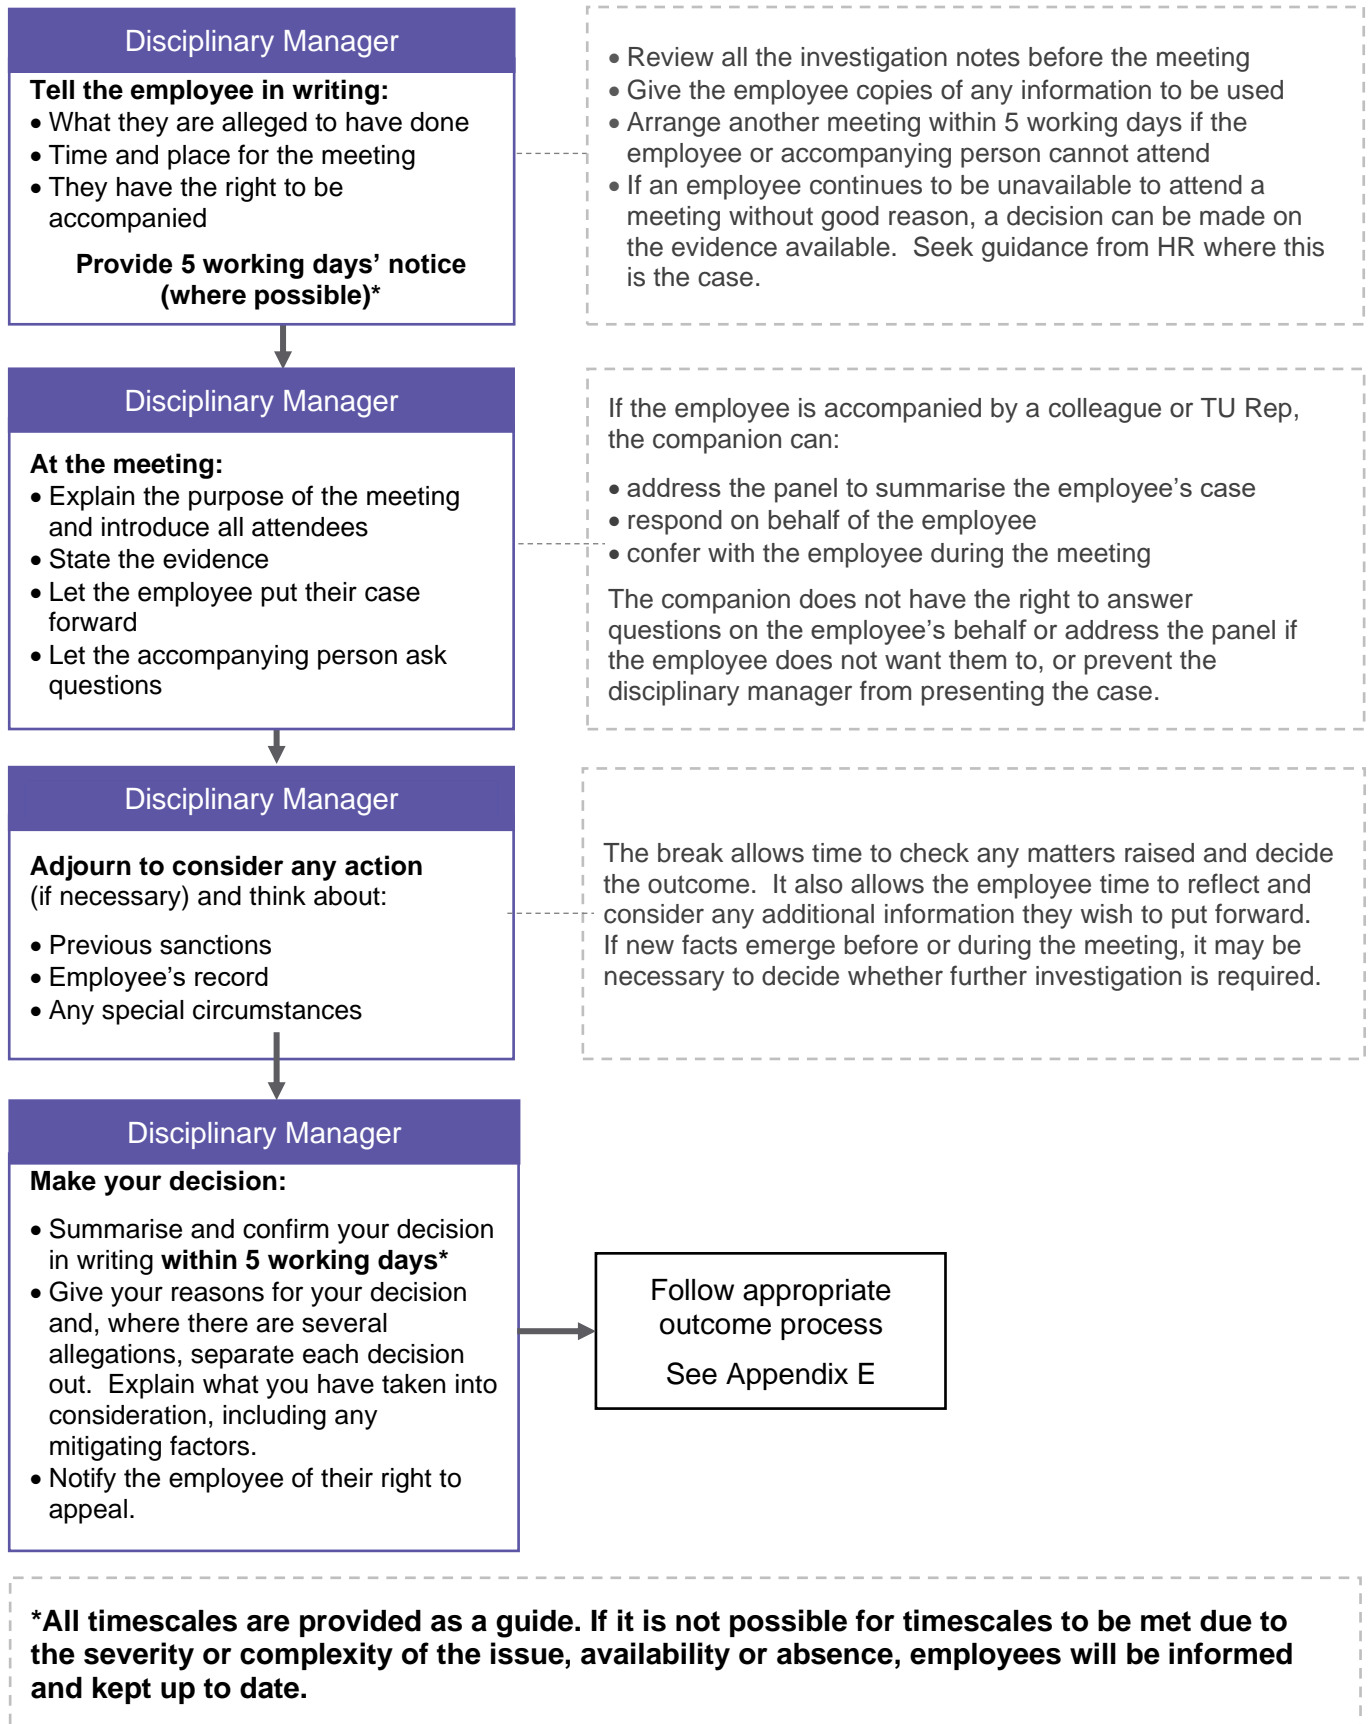 Disciplinary Manager
Tell the employee in writing:
• What they are alleged to have done
• Time and place for the meeting
• They have the right to be
accompanied
Provide 5 working days’ notice
(where possible)*
• Review all the investigation notes before the meeting
• Give the employee copies of any information to be used
• Arrange another meeting within 5 working days if the
employee or accompanying person cannot attend
• If an employee continues to be unavailable to attend a
meeting without good reason, a decision can be made on
the evidence available.  Seek guidance from HR where this
is the case.
Disciplinary Manager
At the meeting:
• Explain the purpose of the meeting
and introduce all attendees
• State the evidence
• Let the employee put their case
forward
• Let the accompanying person ask
questions
If the employee is accompanied by a colleague or TU Rep,
the companion can:
• address the panel to summarise the employee’s case
• respond on behalf of the employee
• confer with the employee during the meeting
The companion does not have the right to answer
questions on the employee’s behalf or address the panel if
the employee does not want them to, or prevent the
disciplinary manager from presenting the case.
Disciplinary Manager
Adjourn to consider any action
(if necessary) and think about:
• Previous sanctions
• Employee’s record
• Any special circumstances
The break allows time to check any matters raised and decide
the outcome.  It also allows the employee time to reflect and
consider any additional information they wish to put forward.
If new facts emerge before or during the meeting, it may be
necessary to decide whether further investigation is required.
Disciplinary Manager
Make your decision:
• Summarise and confirm your decision
in writing within 5 working days*
• Give your reasons for your decision
and, where there are several
allegations, separate each decision
out.  Explain what you have taken into
consideration, including any
mitigating factors.
• Notify the employee of their right to
appeal.
Follow appropriate
outcome process
See Appendix E
*All timescales are provided as a guide. If it is not possible for timescales to be met due to
the severity or complexity of the issue, availability or absence, employees will be informed
and kept up to date.